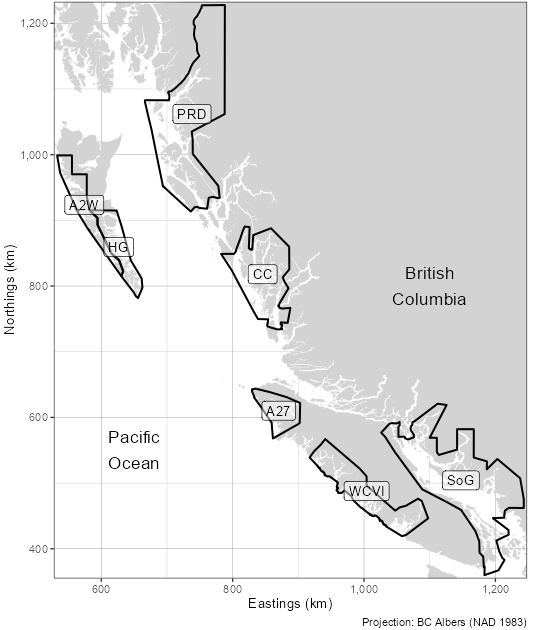 1,200
PRD
1,000
A2W
HG
CC
British
Columbia
Northings (km)
800
600
A27
Pacific
Ocean
SoG
WCVI
400
600
800
1,000
1,200
Eastings (km)
Projection: BC Albers (NAD 1983)